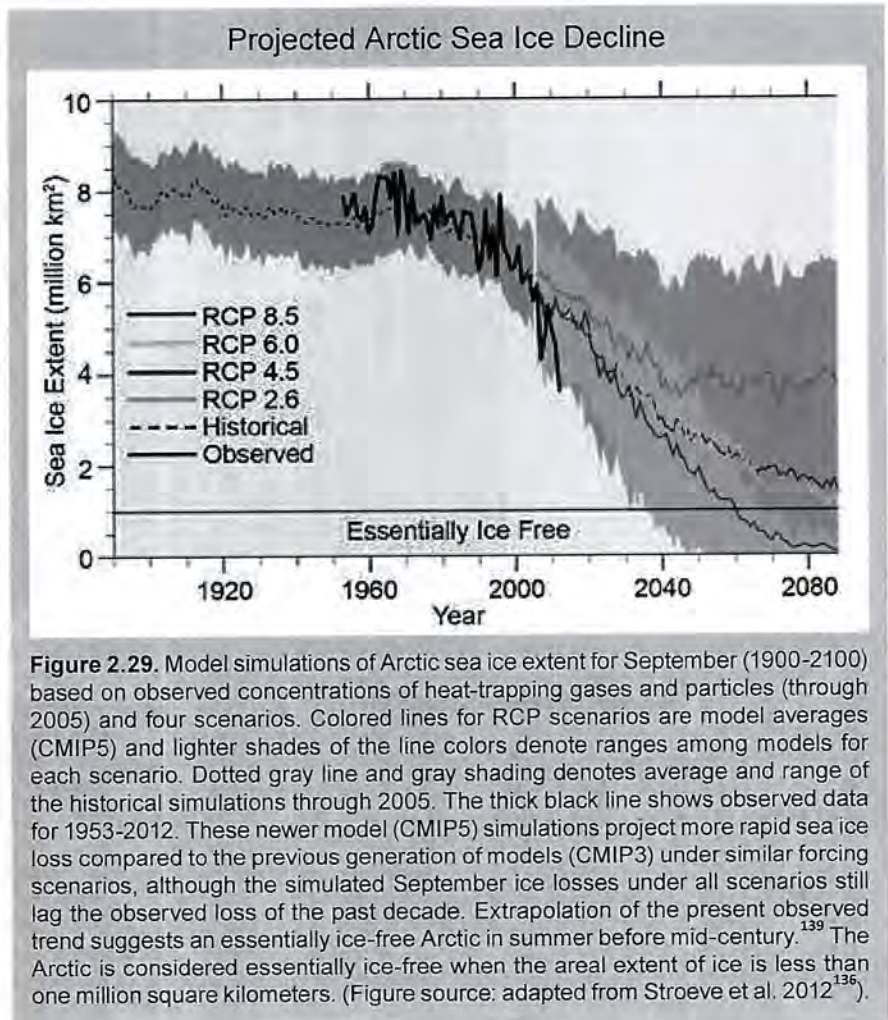 Projected Arctic Sea Ice Decline
10
8
6
4
2
0
Sea Ice Extent (million km²)
RCP 8.5
RCP 6.0
RCP 4.5
RCP 2.6
Historical
Observed
Essentially Ice Free
1920 1960 2000 2040 2080
Year
Figure 2.29. Model simulations of Arctic sea ice extent for September (1900-2100)
based on observed concentrations of heat-trapping gases and particles (through
2005) and four scenarios. Colored lines for RCP scenarios are model averages
(CMIP5) and lighter shades of the line colors denote ranges among models for
each scenario. Dotted gray line and gray shading denotes average and range of
the historical simulations through 2005. The thick black line shows observed data
for 1953-2012. These newer model (CMIP5) simulations project more rapid sea ice
loss compared to the previous generation of models (CMIP3) under similar forcing
scenarios, although the simulated September ice losses under all scenarios still
lag the observed loss of the past decade. Extrapolation of the present observed
trend suggests an essentially ice-free Arctic in summer before mid-century.¹³⁹ The
Arctic is considered essentially ice-free when the areal extent of ice is less than
one million square kilometers. (Figure source: adapted from Stroeve et al. 2012¹³⁶).